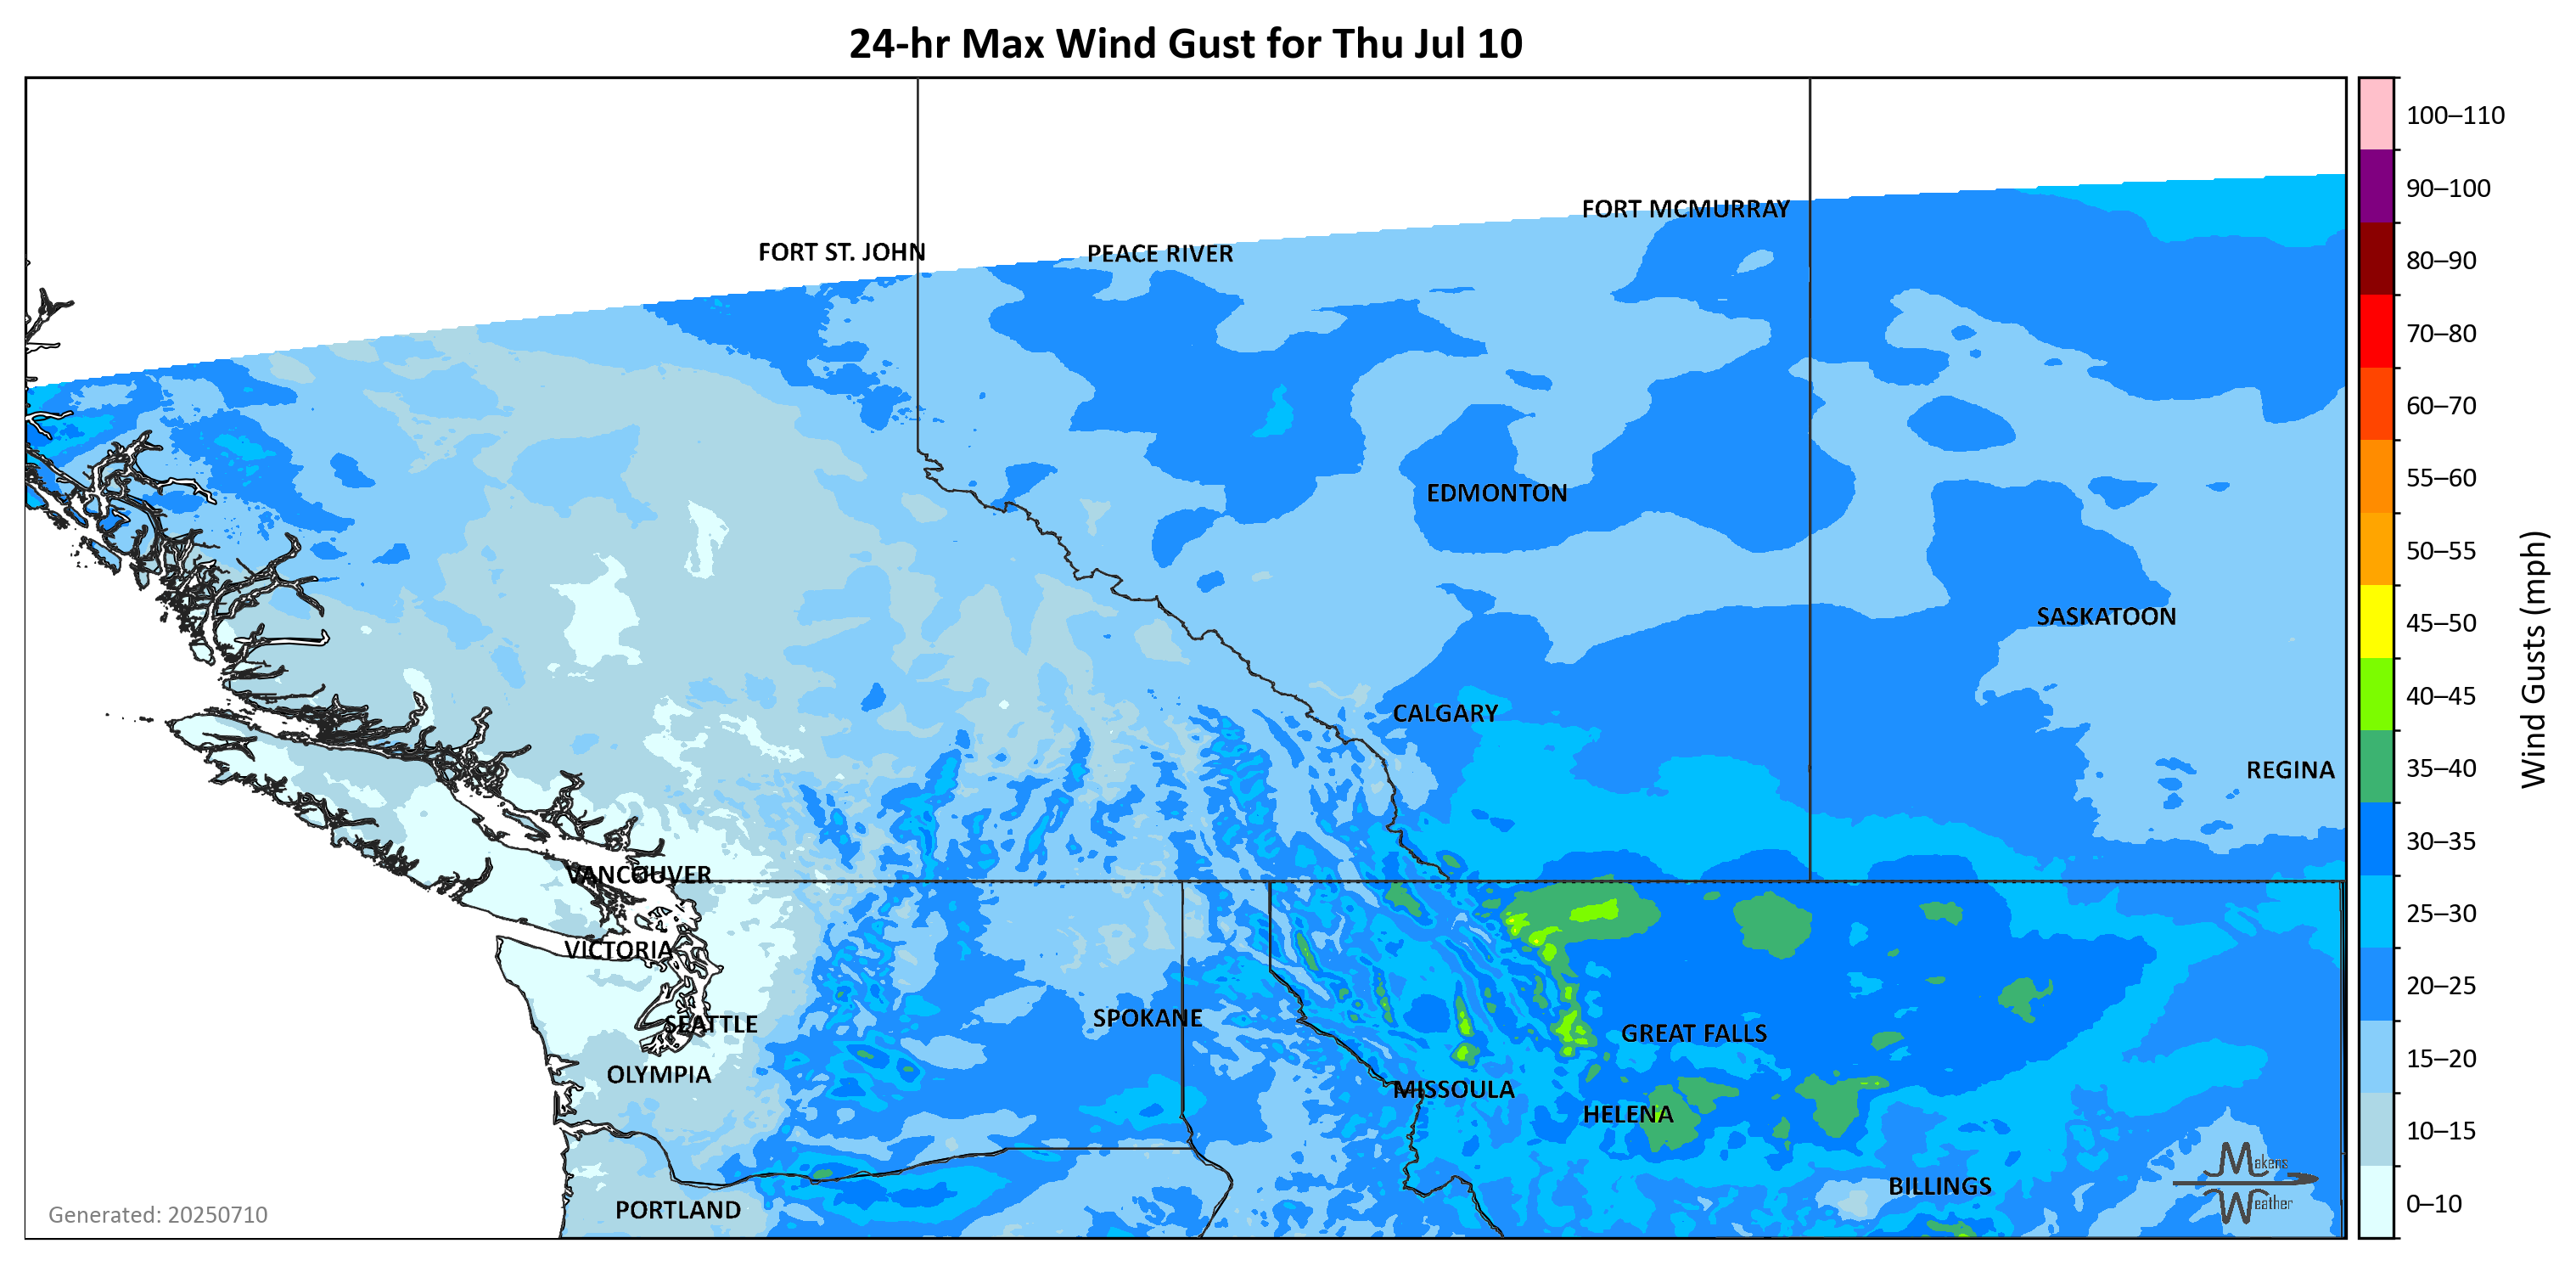 24-hr Max Wind Gust for Thu Jul 10
FORT MCMURRAY
FORT ST. JOHN
PEACE RIVER
EDMONTON
SASKATOON
CALGARY
REGINA
VANCOUVER
VICTORIA
SEATTLE
SPOKANE
GREAT FALLS
OLYMPIA
MISSOULA
HELENA
BILLINGS
PORTLAND
Makens
Weather
Generated: 20250710
100–110
90–100
80–90
70–80
60–70
55–60
50–55
45–50
40–45
35–40
30–35
25–30
20–25
15–20
10–15
0–10
Wind Gusts (mph)